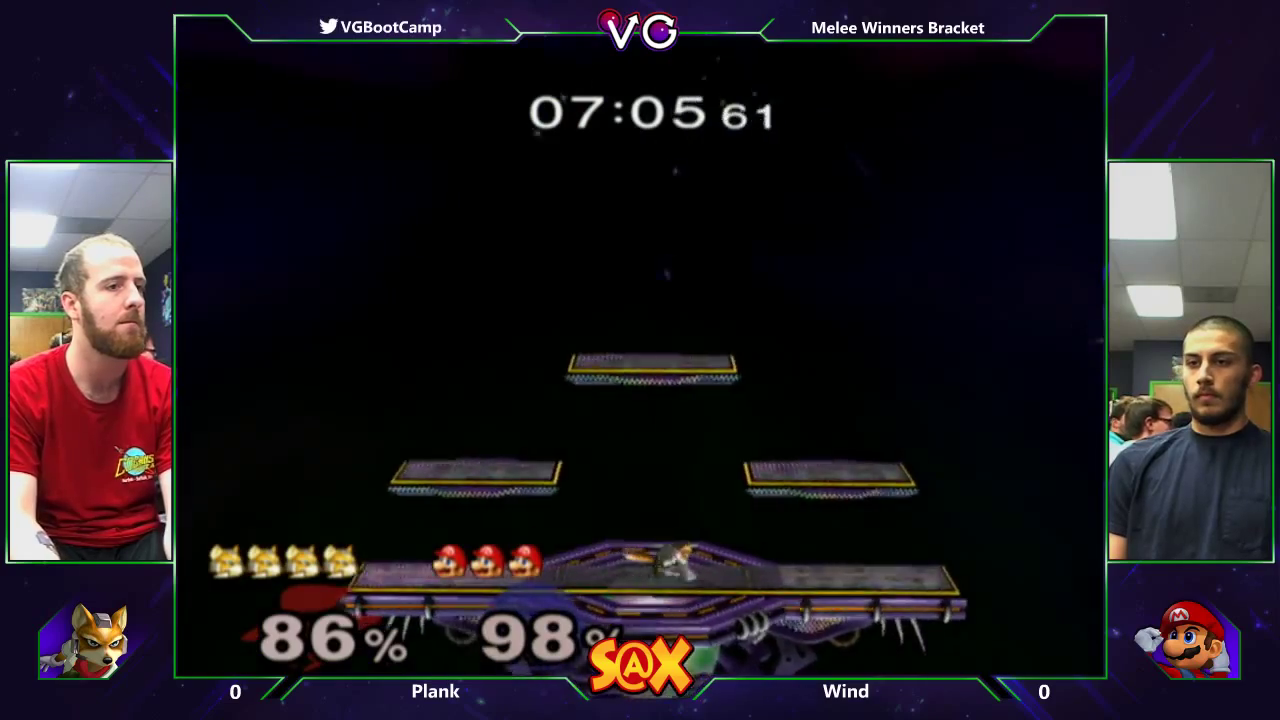 VGBootCamp
VG
Melee Winners Bracket
07:05 61
86%
98%
S@X
0
Plank
Wind
0